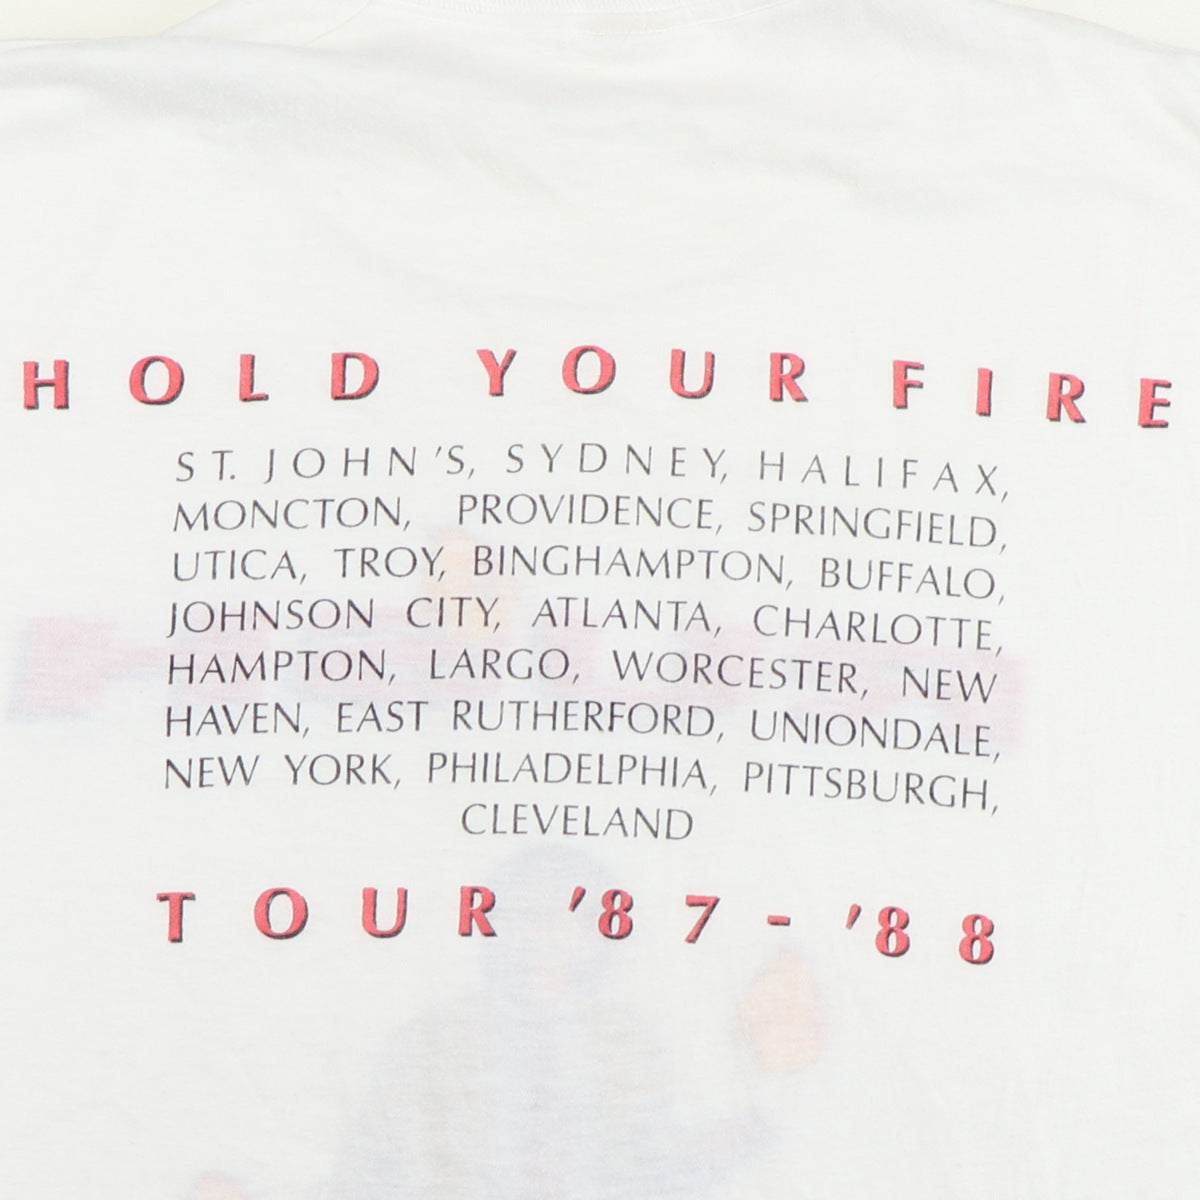 HOLD YOUR FIRE
ST. JOHN'S, SYDNEY, HALIFAX,
MONCTON, PROVIDENCE, SPRINGFIELD,
UTICA, TROY, BINGHAMPTON, BUFFALO,
JOHNSON CITY, ATLANTA, CHARLOTTE,
HAMPTON, LARGO, WORCESTER, NEW
HAVEN, EAST RUTHERFORD, UNIONDALE,
NEW YORK, PHILADELPHIA, PITTSBURGH,
CLEVELAND
TOUR '87-'88